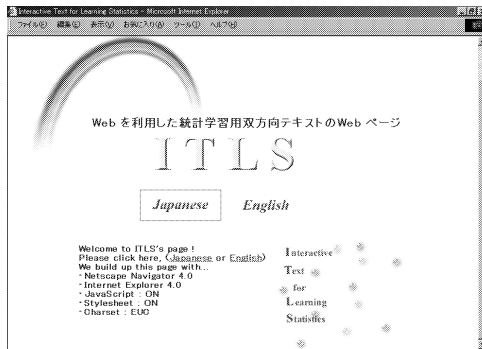 Interactive Text for Learning Statistics - Microsoft Internet Explorer
ファイル(F) 編集(E) 表示(V) お気に入り(A) ツール(T) ヘルプ(H)
Web を利用した統計学習用双方向テキストのWeb ページ
ITLS
Japanese English
Welcome to ITLS's page !
Please click here, (Japanese or English)
We build up this page with...
・Netscape Navigator 4.0
・Internet Explorer 4.0
・JavaScript : ON
・Stylesheet : ON
・Charset : EUC
Interactive
Text
for
Learning
Statistics